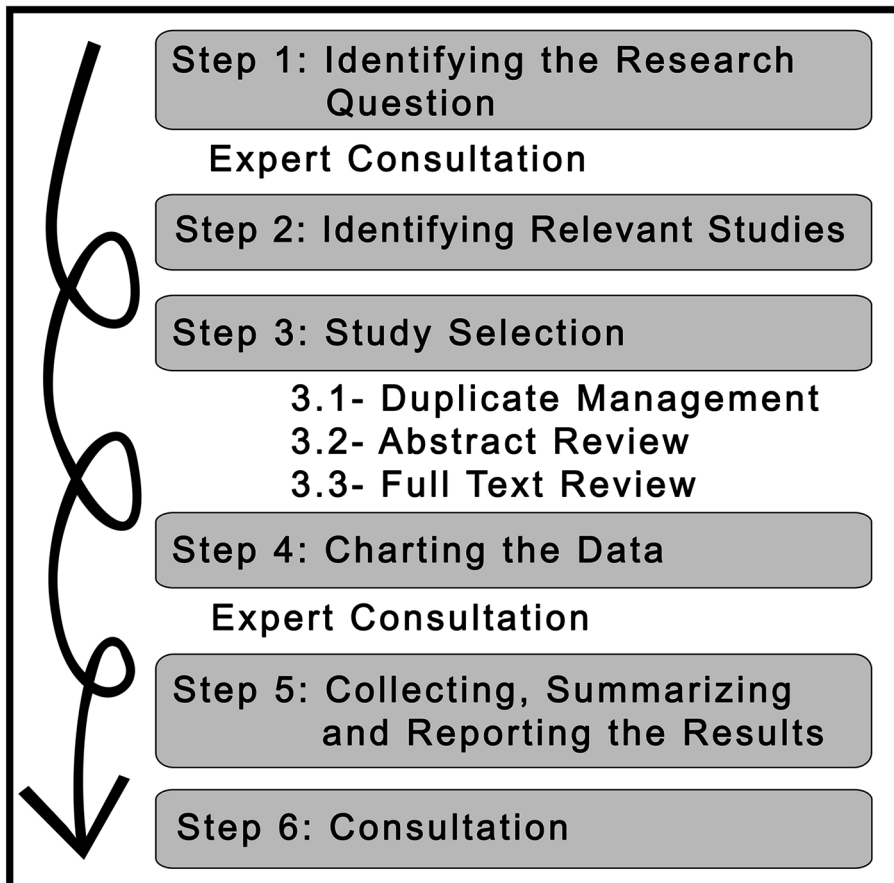 Step 1: Identifying the Research
Question
Expert Consultation
Step 2: Identifying Relevant Studies
Step 3: Study Selection
3.1- Duplicate Management
3.2- Abstract Review
3.3- Full Text Review
Step 4: Charting the Data
Expert Consultation
Step 5: Collecting, Summarizing
and Reporting the Results
Step 6: Consultation